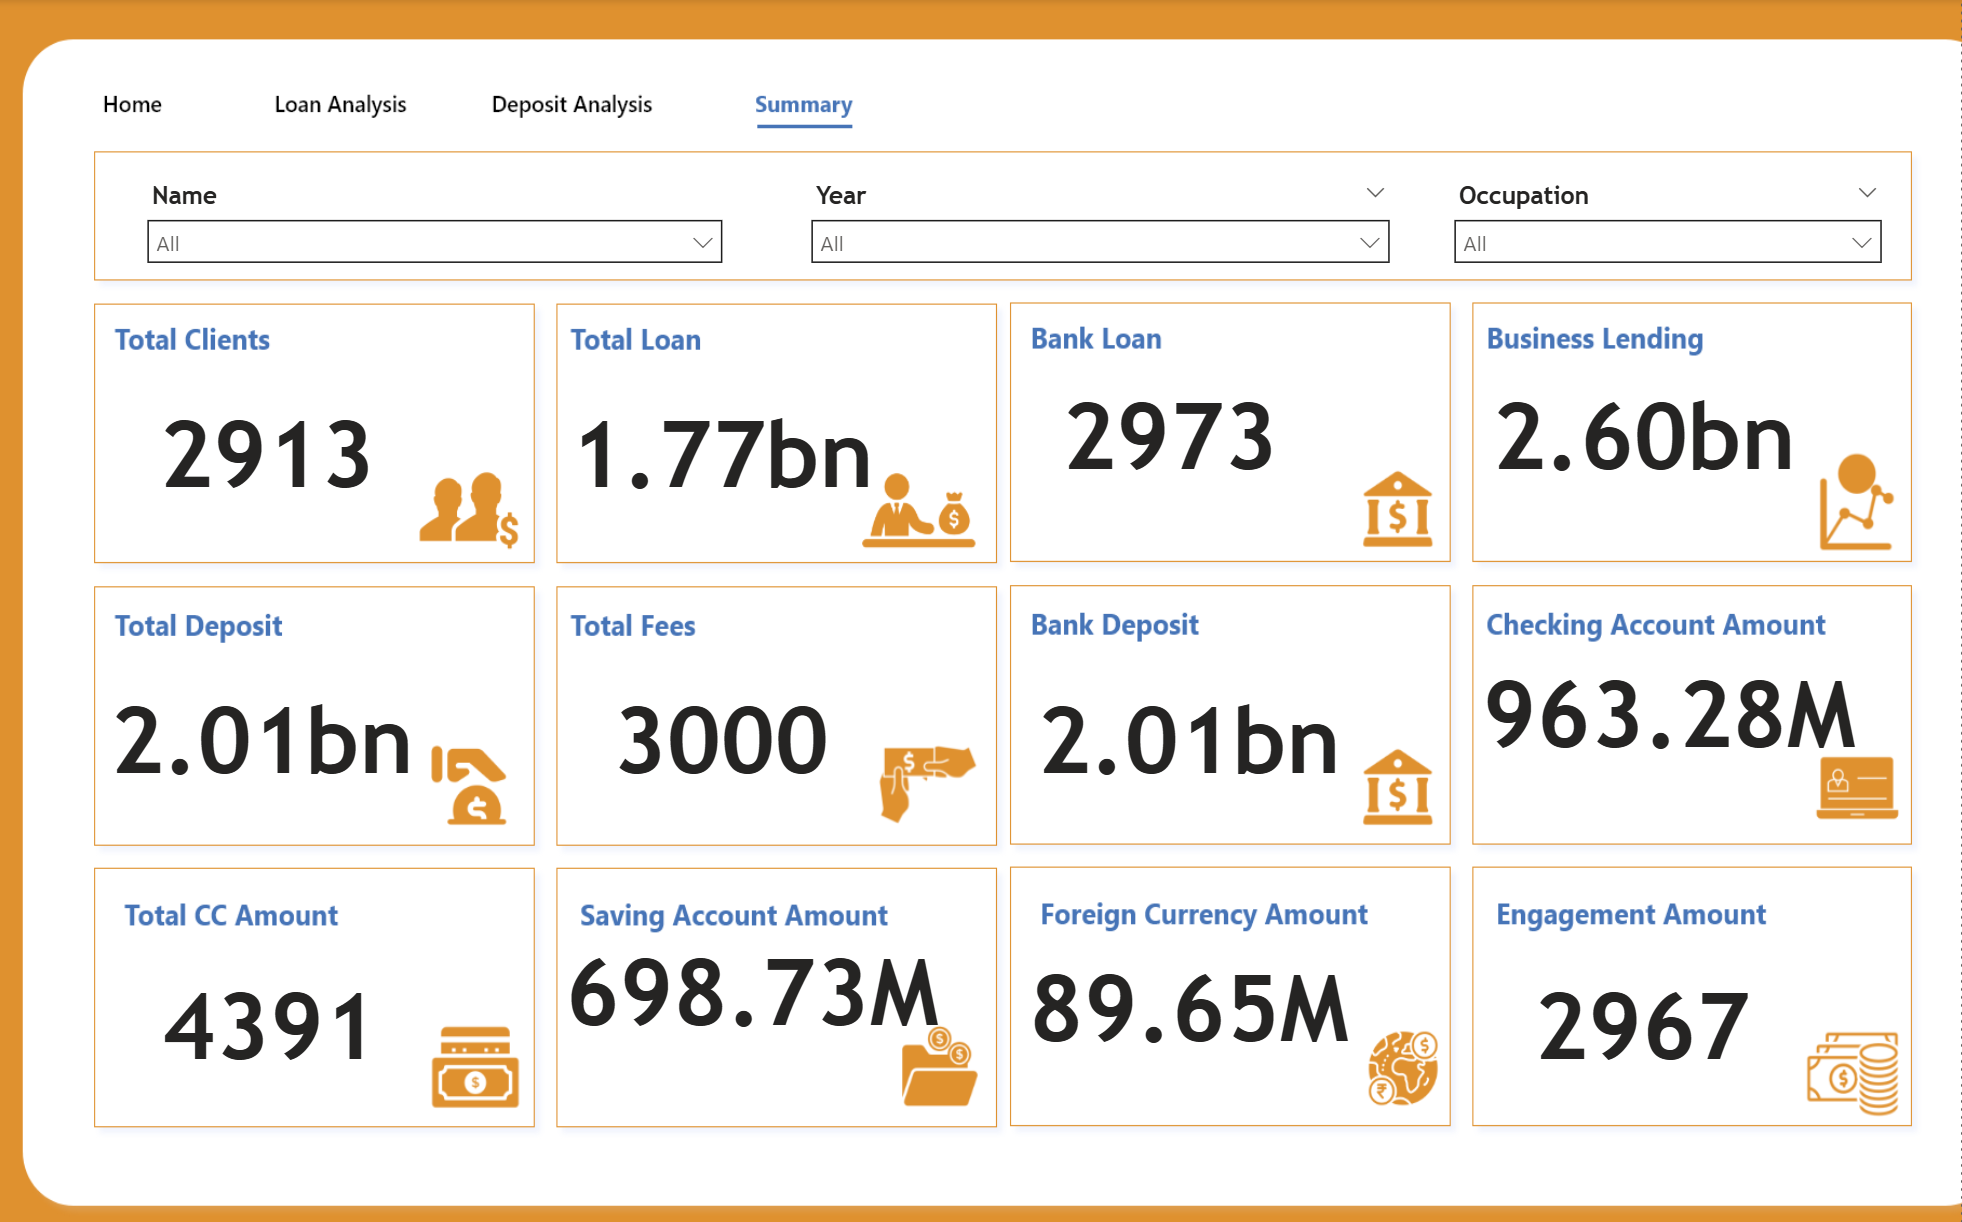 Home
Loan Analysis
Deposit Analysis
Summary
Name
Year
Occupation
All
All
All
Total Clients
2913
$
Total Loan
1.77bn
$
Bank Loan
2973
$
Business Lending
2.60bn
Total Deposit
2.01bn
$
Total Fees
3000
$
Bank Deposit
2.01bn
$
Checking Account Amount
963.28M
Total CC Amount
4391
$
Saving Account Amount
698.73M
$
$
Foreign Currency Amount
89.65M
$
₹
Engagement Amount
2967
$